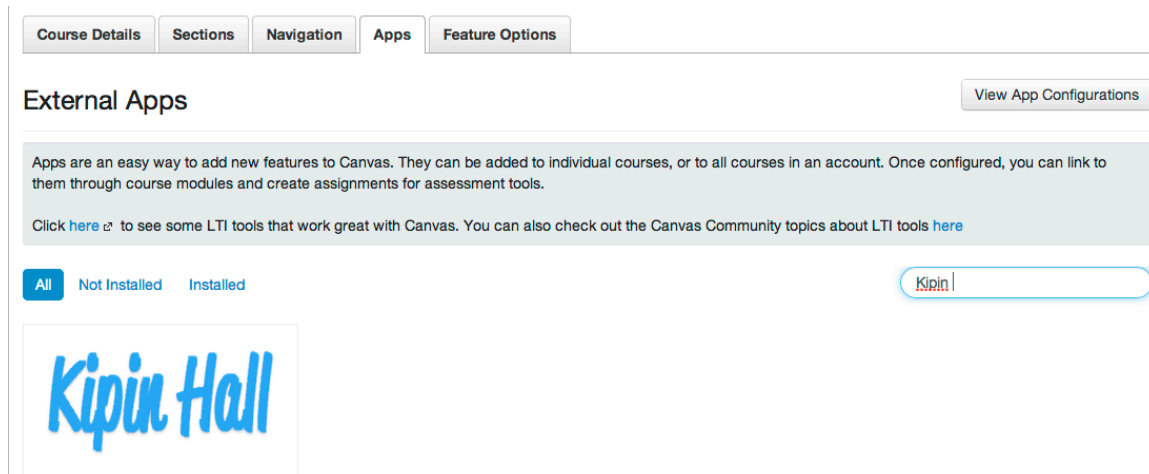 Course Details Sections Navigation Apps Feature Options
External Apps
View App Configurations
Apps are an easy way to add new features to Canvas. They can be added to individual courses, or to all courses in an account. Once configured, you can link to
them through course modules and create assignments for assessment tools.
Click here to see some LTI tools that work great with Canvas. You can also check out the Canvas Community topics about LTI tools here
All Not Installed Installed
Kipin
Kipin Hall